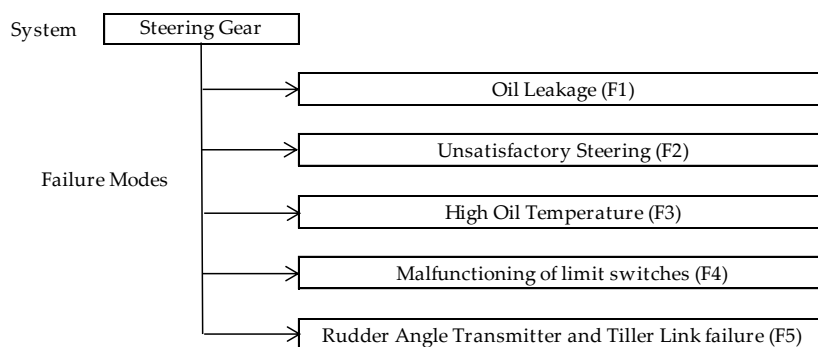 System
Steering Gear
Oil Leakage (F1)
Unsatisfactory Steering (F2)
Failure Modes
High Oil Temperature (F3)
Malfunctioning of limit switches (F4)
Rudder Angle Transmitter and Tiller Link failure (F5)